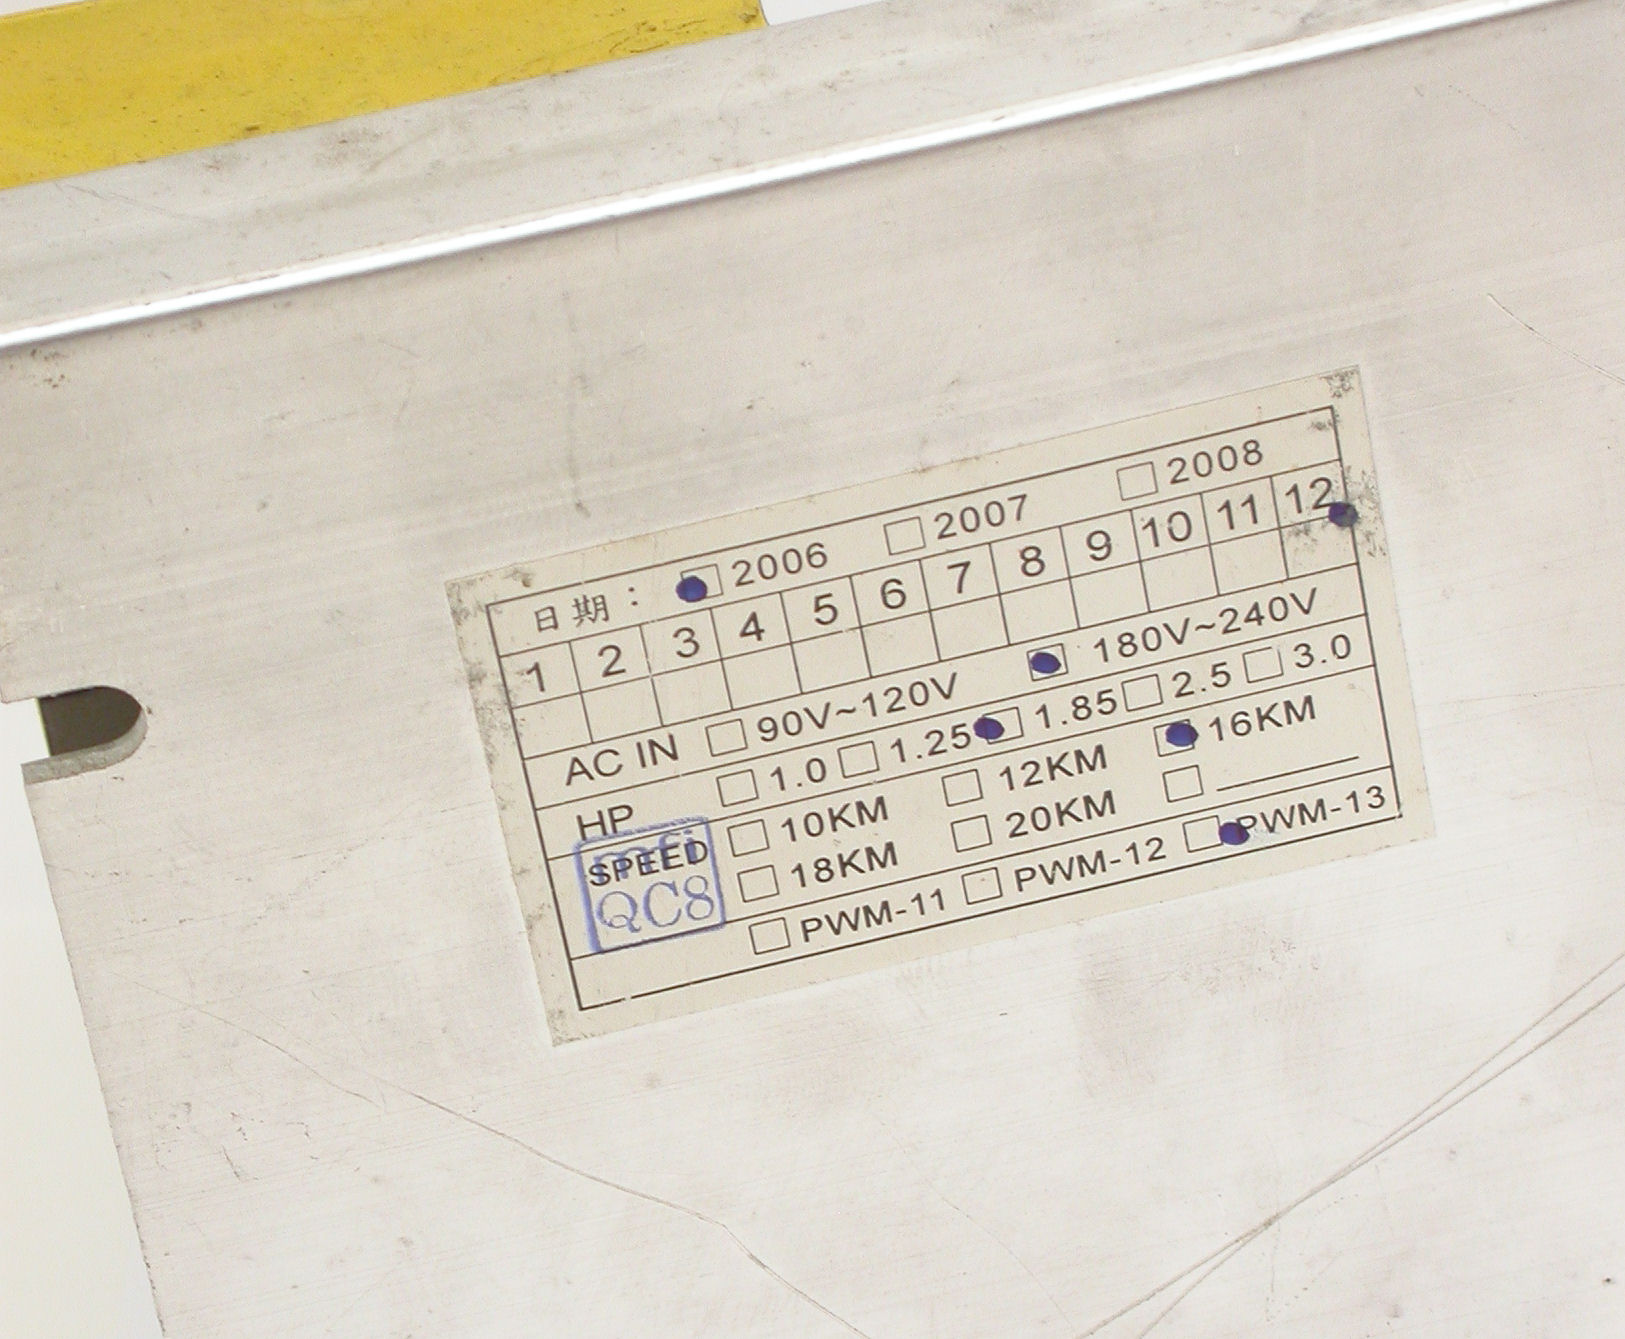 日期： 2006 2007 2008
1 2 3 4 5 6 7 8 9 10 11 12
AC IN 90V~120V 180V~240V
HP 1.0 1.25 1.85 2.5 3.0
SPEED 10KM 12KM 16KM
18KM 20KM
mfi
QC8
PWM-11 PWM-12 PWM-13